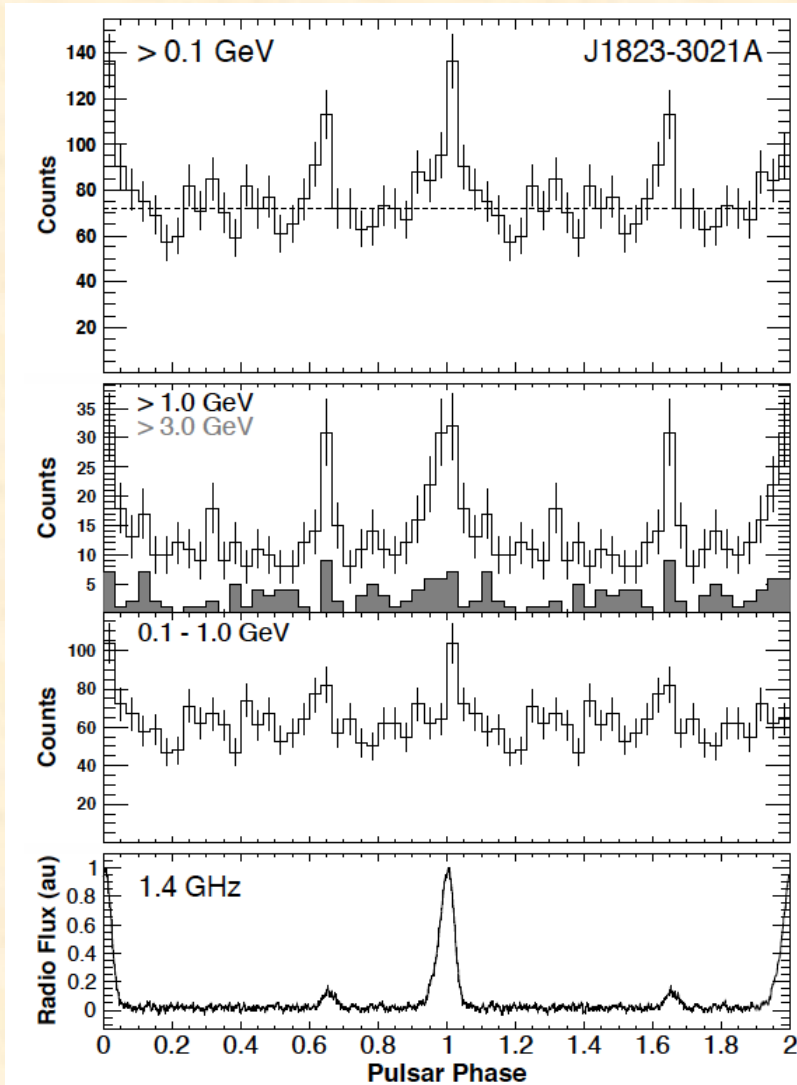 > 0.1 GeV
J1823-3021A
Counts
140
120
100
80
60
40
20
> 1.0 GeV
> 3.0 GeV
Counts
35
30
25
20
15
10
5
0.1 - 1.0 GeV
Counts
100
80
60
40
20
1.4 GHz
Radio Flux (au)
1
0.8
0.6
0.4
0.2
0
0 0.2 0.4 0.6 0.8 1 1.2 1.4 1.6 1.8 2
Pulsar Phase